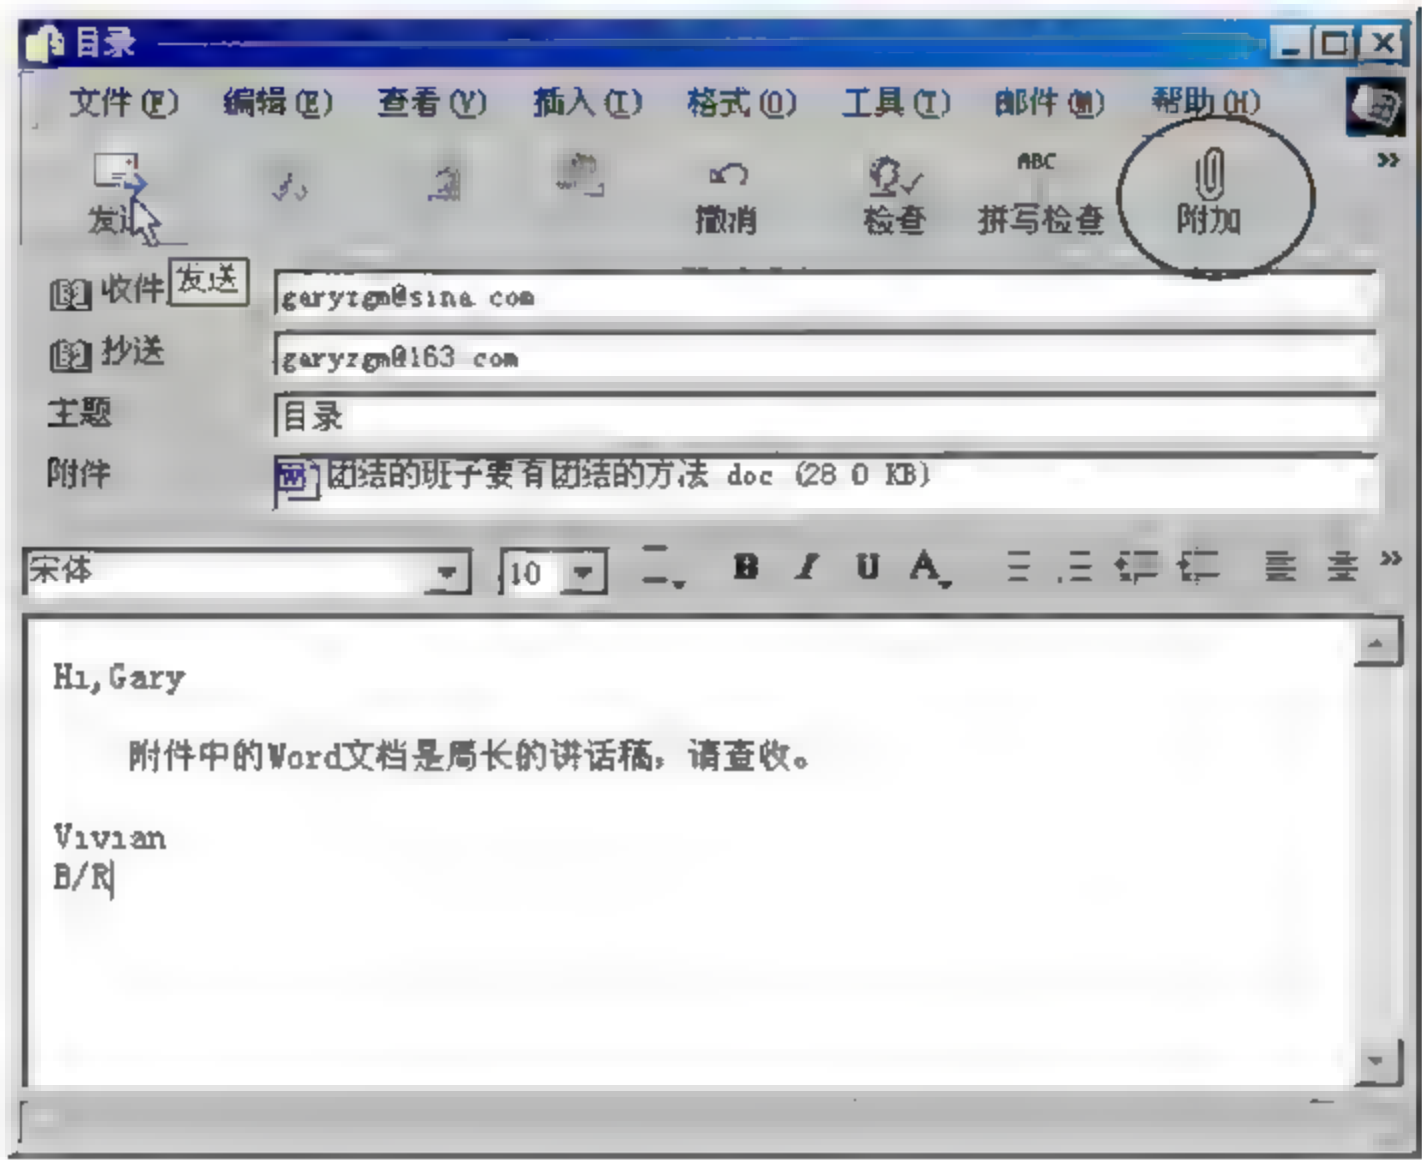 目录
文件(F) 编辑(E) 查看(V) 插入(I) 格式(O) 工具(T) 邮件(M) 帮助(H)
ABC
发送 撤消 检查 拼写检查 附加
收件 发送 garyzgm@sina com
抄送 garyzgm@163 com
主题 目录
附件 团结的班子要有团结的方法 doc (28 0 KB)
宋体 10 B I U A
Hi,Gary
附件中的Word文档是局长的讲话稿，请查收。
Vivian
B/R